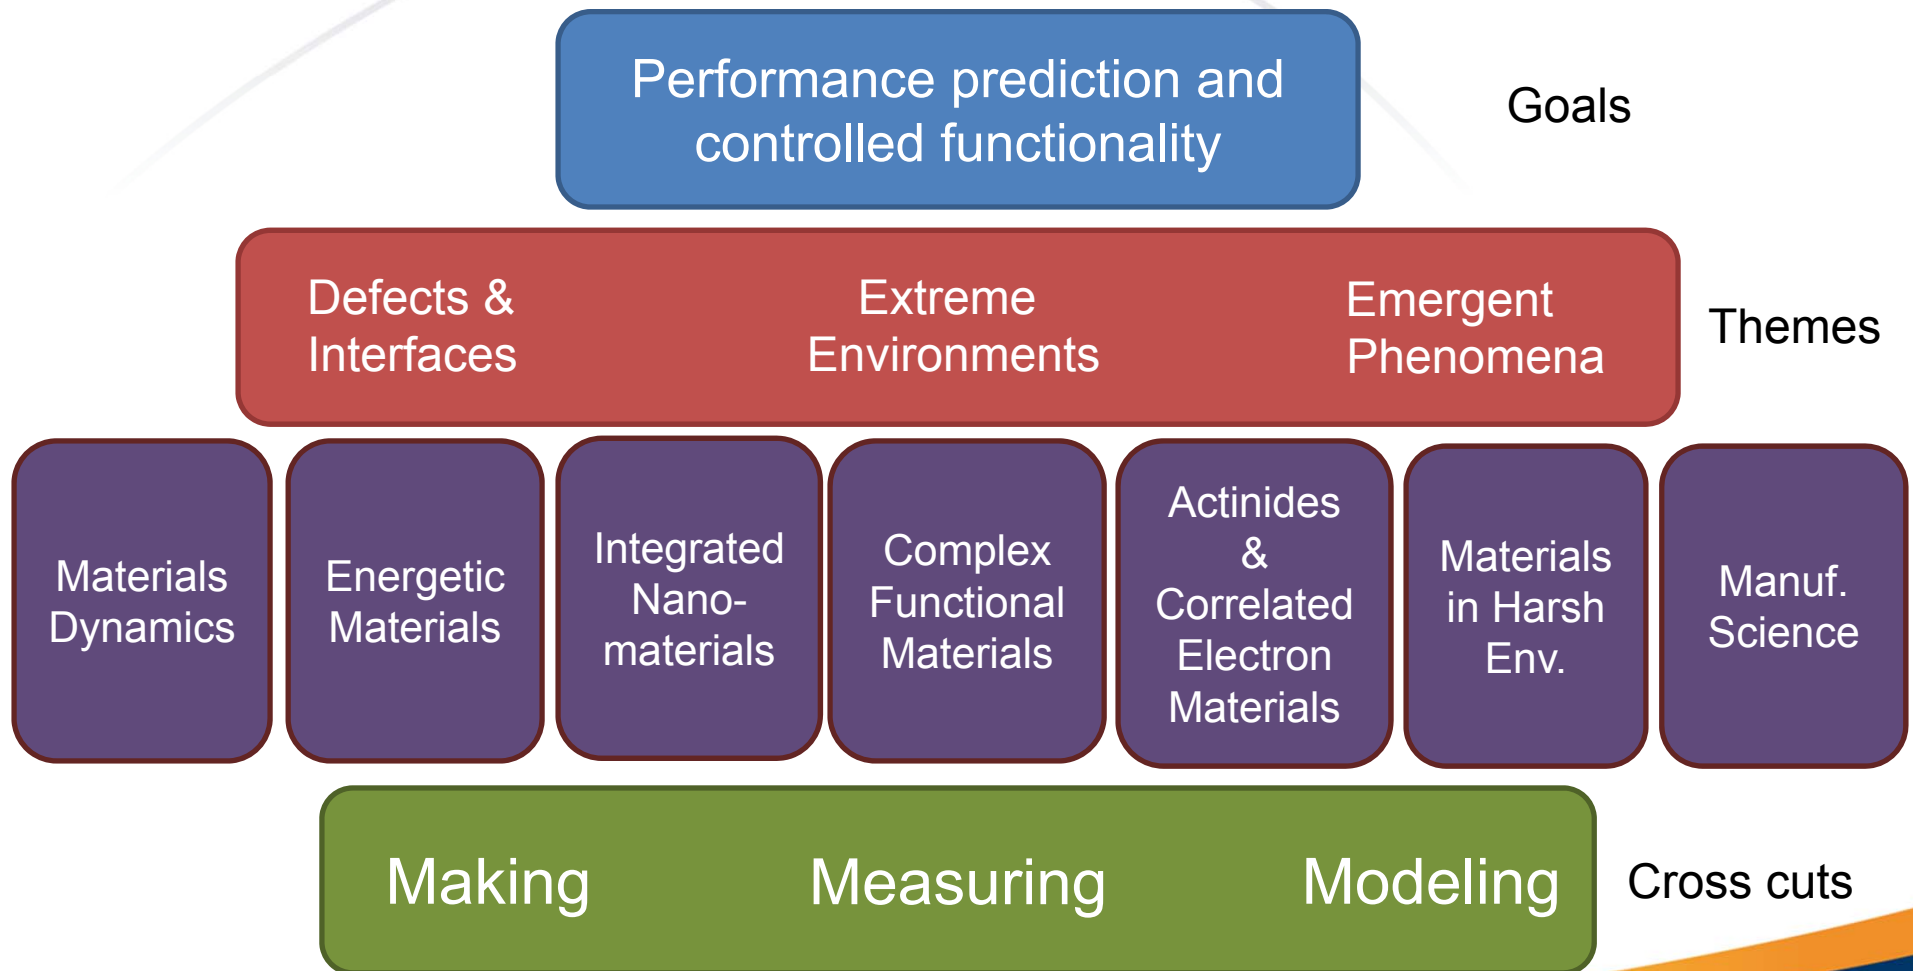 Performance prediction and
controlled functionality
Goals
Defects &
Interfaces
Extreme
Environments
Emergent
Phenomena
Themes
Materials
Dynamics
Energetic
Materials
Integrated
Nano-
materials
Complex
Functional
Materials
Actinides
&
Correlated
Electron
Materials
Materials
in Harsh
Env.
Manuf.
Science
Making
Measuring
Modeling
Cross cuts